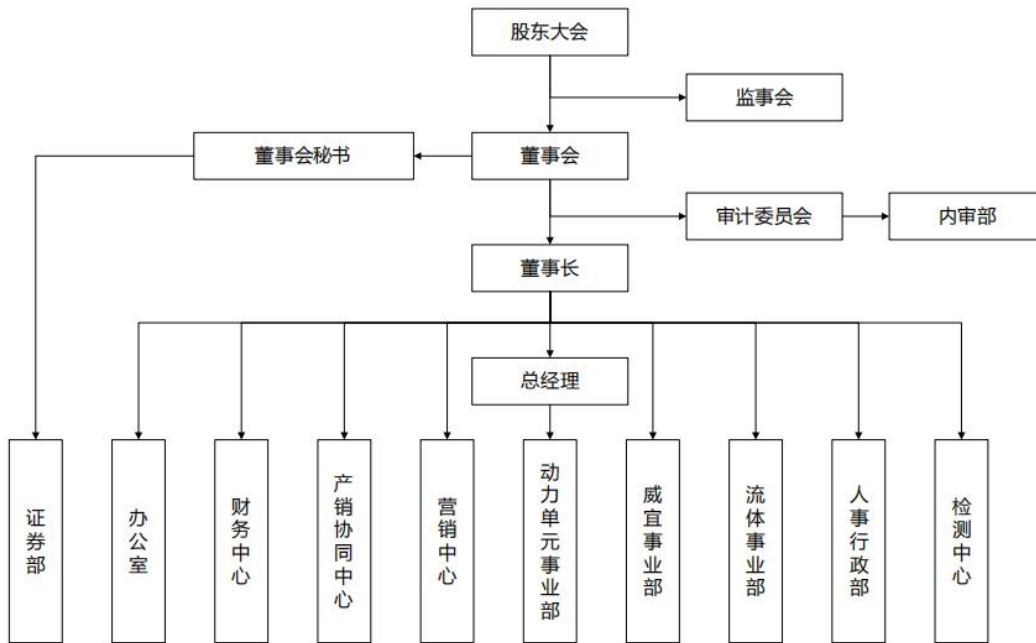 股东大会
监事会
董事会秘书
董事会
审计委员会
内审部
董事长
总经理
证券部
办公室
财务中心
产销协同中心
营销中心
动力单元事业部
威宜事业部
流体事业部
人事行政部
检测中心